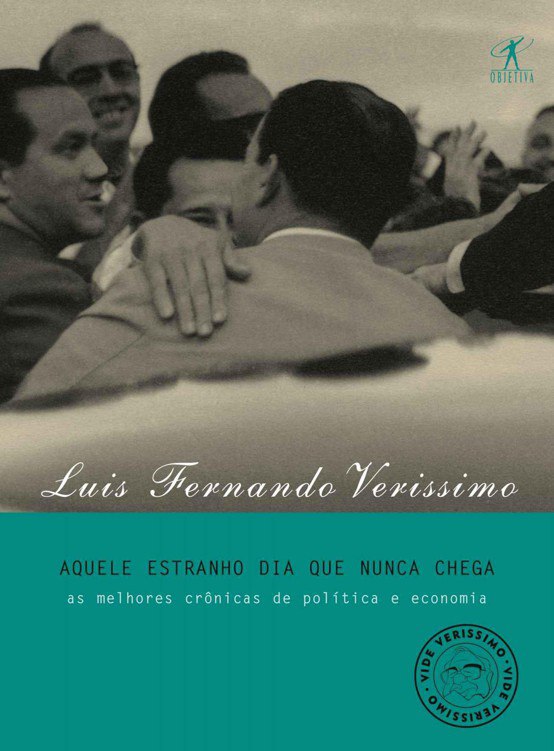 OBJETIVA
Luis Fernando Verissimo
AQUELE ESTRANHO DIA QUE NUNCA CHEGA
as melhores crônicas de política e economia
VIDE VERISSIMO · VIDE VERISSIMO ·